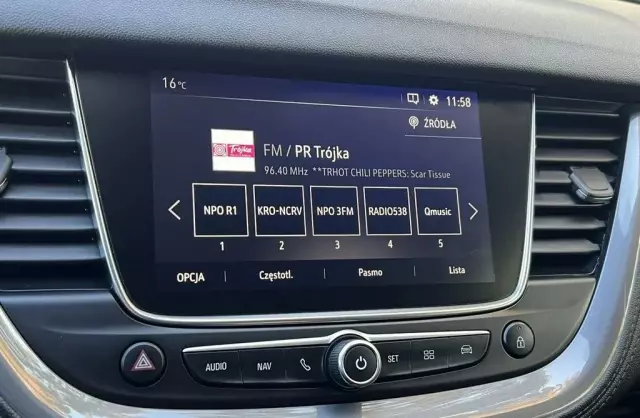 16°C
11:58
ŹRÓDŁA
Trójka
FM / PR Trójka
96.40 MHz **TRHOT CHILI PEPPERS: Scar Tissue
NPO R1 KRO-NCRV NPO 3FM RADIO538 Qmusic
1 2 3 4 5
OPCJA Częstotl. Pasmo Lista
AUDIO NAV SET